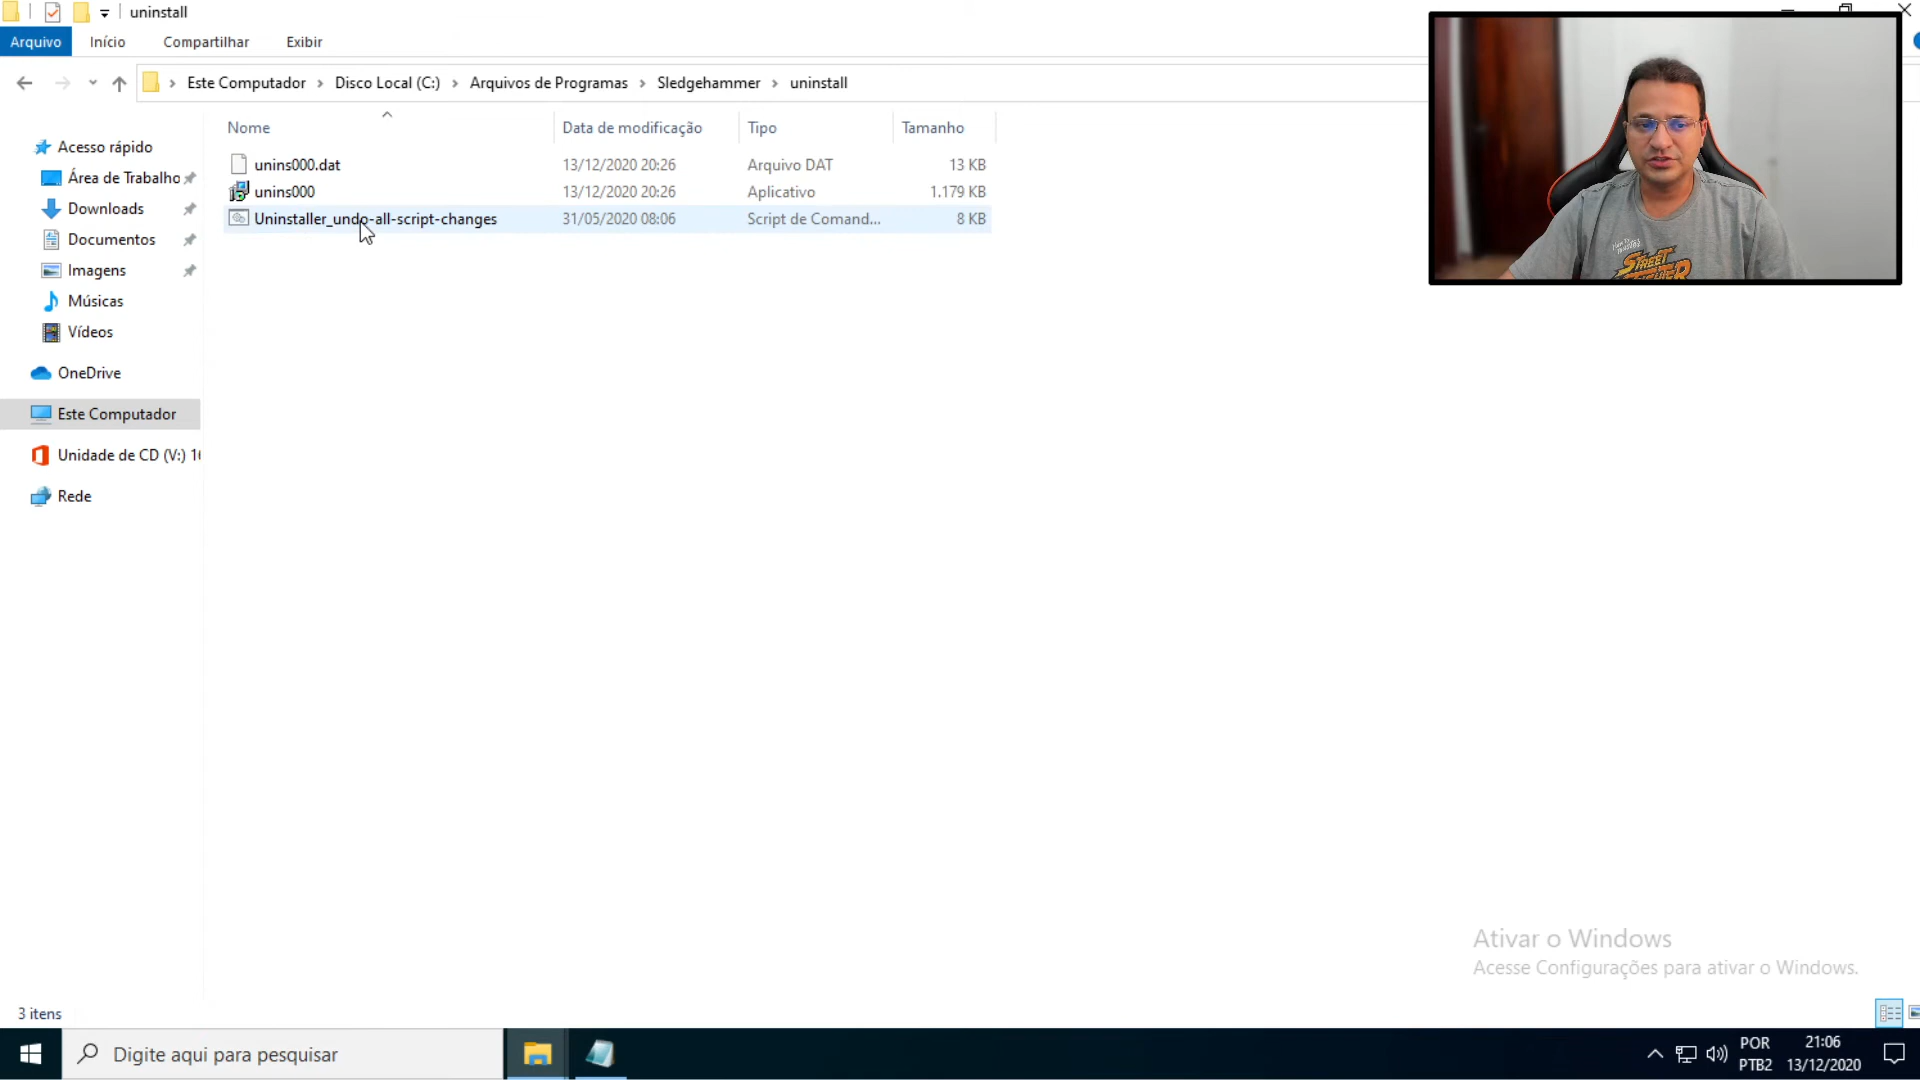 uninstall
Arquivo Início Compartilhar Exibir
Este Computador Disco Local (C:) Arquivos de Programas Sledgehammer uninstall
Nome Data de modificação Tipo Tamanho
unins000.dat 13/12/2020 20:26 Arquivo DAT 13 KB
unins000 13/12/2020 20:26 Aplicativo 1.179 KB
Uninstaller_undo-all-script-changes 31/05/2020 08:06 Script de Comand... 8 KB
Acesso rápido
Área de Trabalho
Downloads
Documentos
Imagens
Músicas
Vídeos
OneDrive
Este Computador
Unidade de CD (V:) 16
Rede
STREET
FIGHTER
Ativar o Windows
Acesse Configurações para ativar o Windows.
3 itens
Digite aqui para pesquisar
POR
PTB2
21:06
13/12/2020